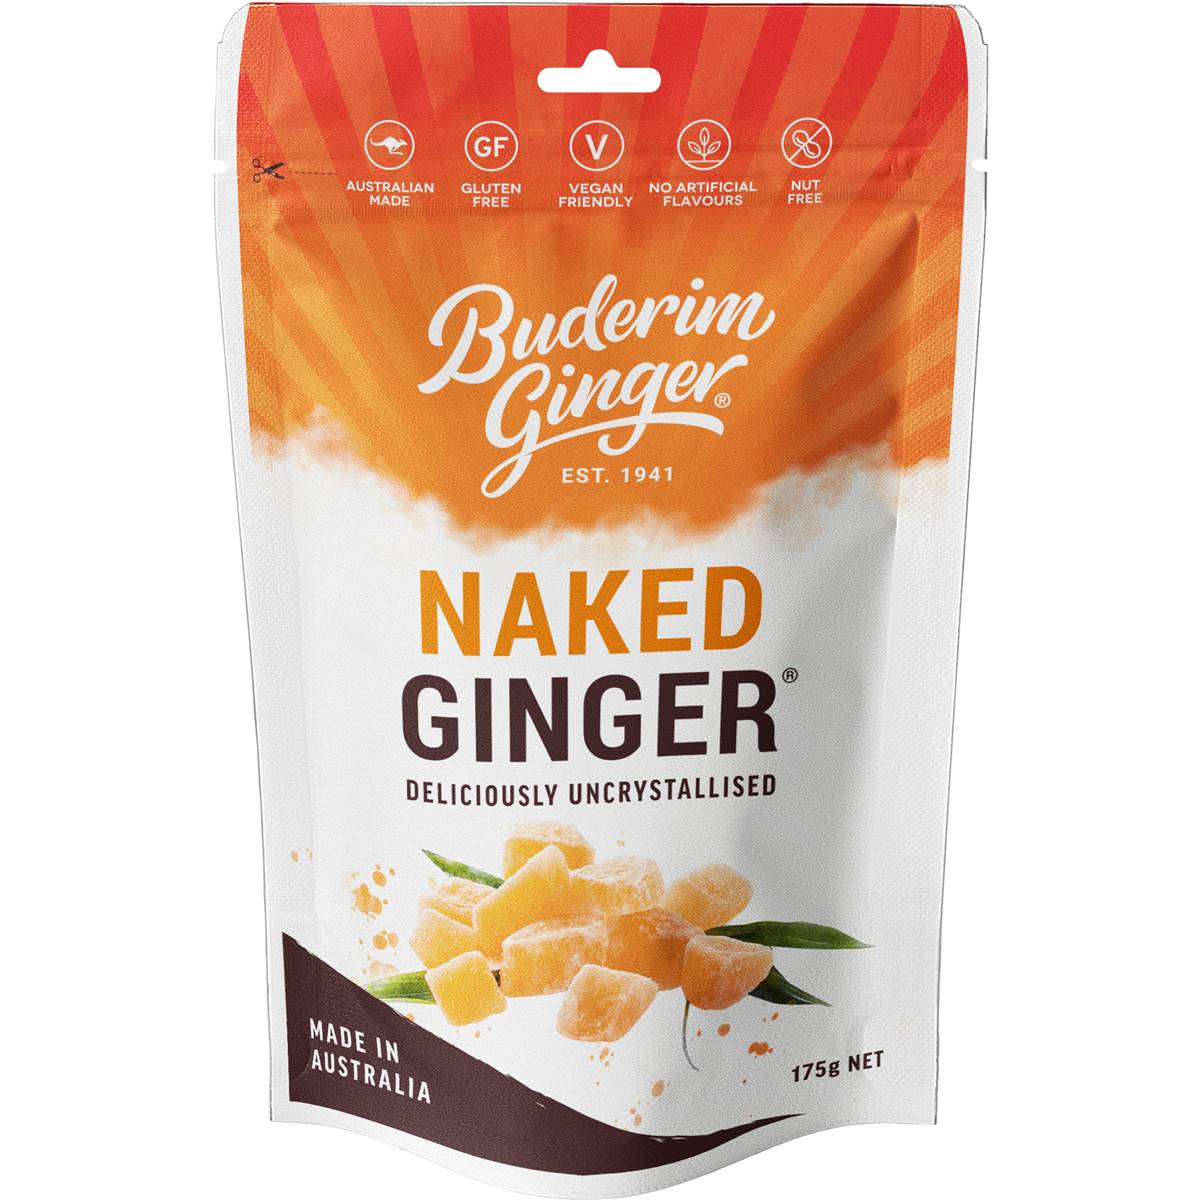 AUSTRALIAN
MADE
GF
GLUTEN
FREE
V
VEGAN
FRIENDLY
NO ARTIFICIAL
FLAVOURS
NUT
FREE
Buderim
Ginger®
EST. 1941
NAKED
GINGER®
DELICIOUSLY UNCRYSTALLISED
MADE IN
AUSTRALIA
175g NET